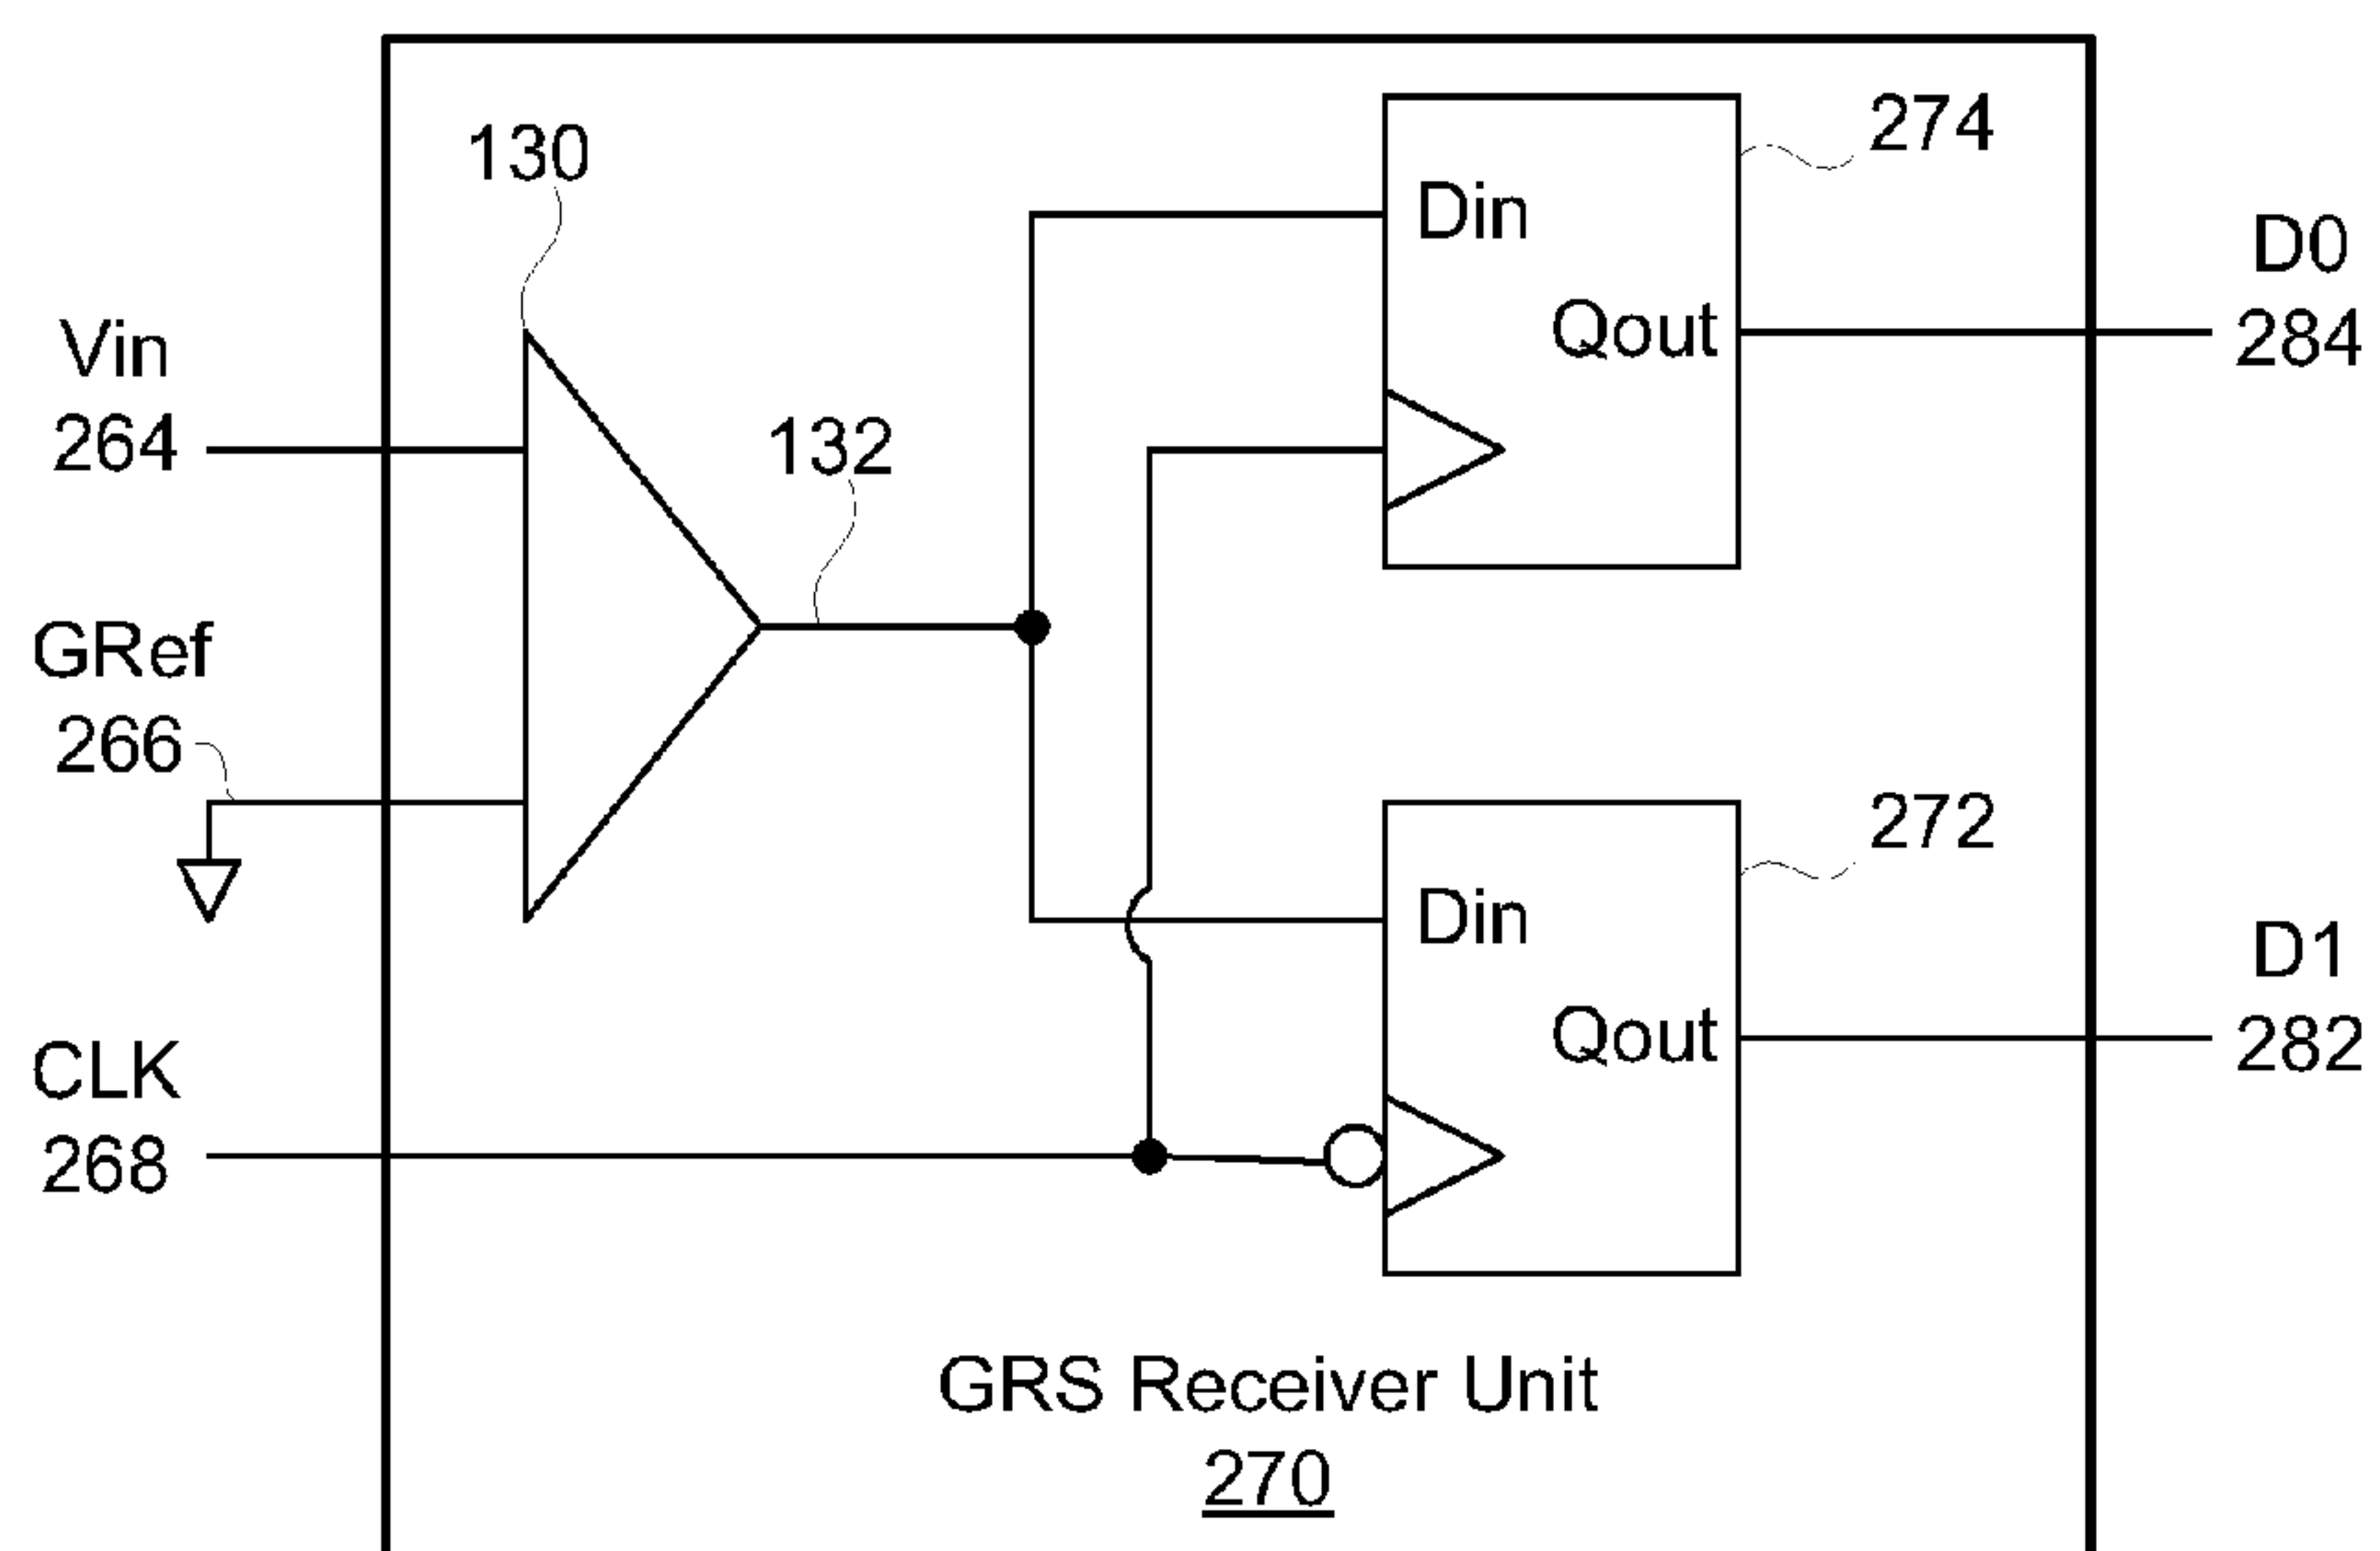 130
274
Din
D0
Vin
Qout
284
264
132
GRef
266
272
Din
D1
Qout
282
CLK
268
GRS Receiver Unit
270